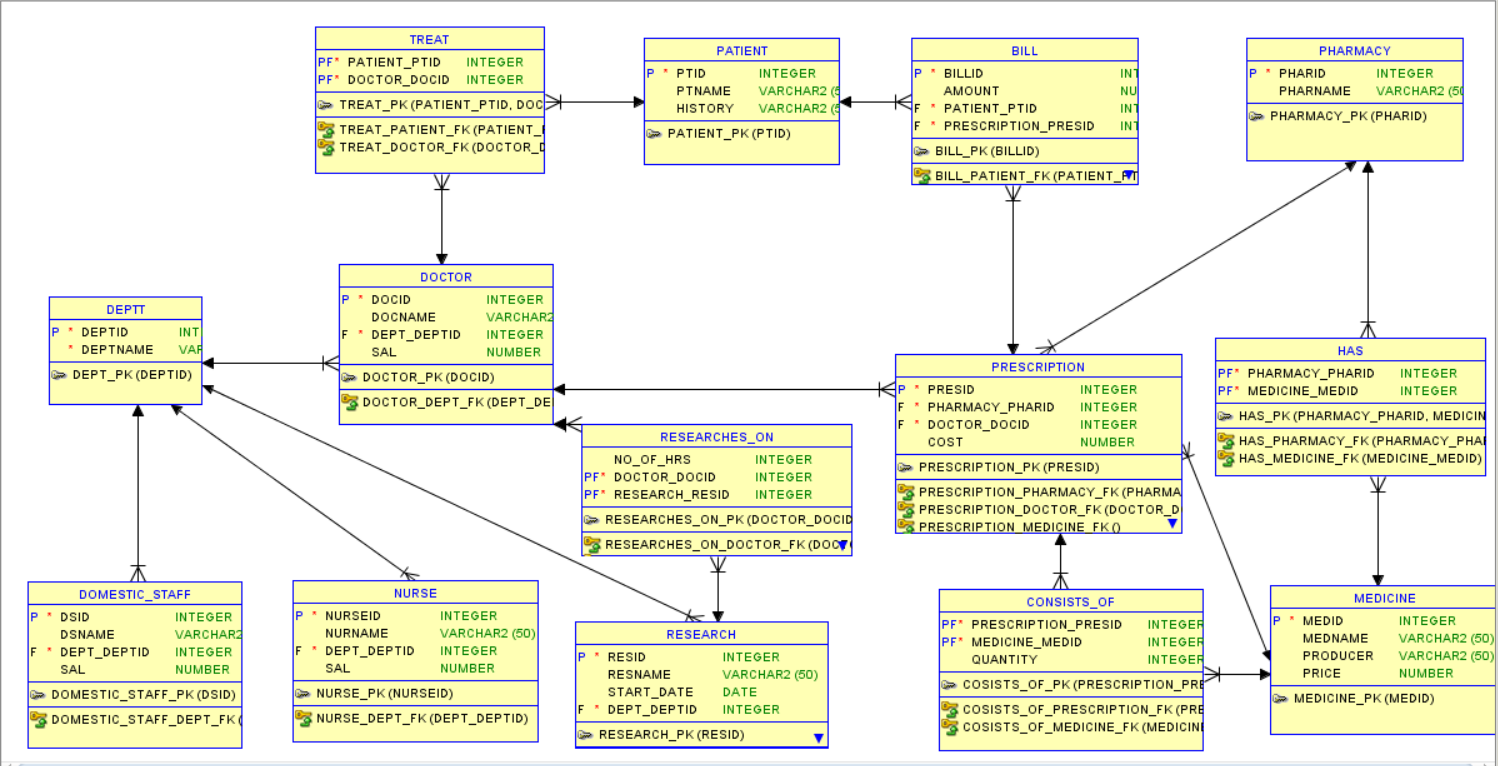 TREAT
PF* PATIENT_PTID INTEGER
PF* DOCTOR_DOCID INTEGER
TREAT_PK (PATIENT_PTID, DOC
TREAT_PATIENT_FK (PATIENT_
TREAT_DOCTOR_FK (DOCTOR_D
PATIENT
P * PTID INTEGER
PTNAME VARCHAR2 (5
HISTORY VARCHAR2 (5
PATIENT_PK (PTID)
BILL
P * BILLID INT
AMOUNT NU
F * PATIENT_PTID INT
F * PRESCRIPTION_PRESID INT
BILL_PK (BILLID)
BILL_PATIENT_FK (PATIENT_PT
PHARMACY
P * PHARID INTEGER
PHARNAME VARCHAR2 (50
PHARMACY_PK (PHARID)
DOCTOR
P * DOCID INTEGER
DOCNAME VARCHAR2
F * DEPT_DEPTID INTEGER
SAL NUMBER
DOCTOR_PK (DOCID)
DOCTOR_DEPT_FK (DEPT_DE
DEPTT
P * DEPTID INT
* DEPTNAME VAR
DEPT_PK (DEPTID)
PRESCRIPTION
P * PRESID INTEGER
F * PHARMACY_PHARID INTEGER
F * DOCTOR_DOCID INTEGER
COST NUMBER
PRESCRIPTION_PK (PRESID)
PRESCRIPTION_PHARMACY_FK (PHARMA
PRESCRIPTION_DOCTOR_FK (DOCTOR_D
PRESCRIPTION_MEDICINE_FK ()
HAS
PF* PHARMACY_PHARID INTEGER
PF* MEDICINE_MEDID INTEGER
HAS_PK (PHARMACY_PHARID, MEDICIN
HAS_PHARMACY_FK (PHARMACY_PHA
HAS_MEDICINE_FK (MEDICINE_MEDID)
RESEARCHES_ON
NO_OF_HRS INTEGER
PF* DOCTOR_DOCID INTEGER
PF* RESEARCH_RESID INTEGER
RESEARCHES_ON_PK (DOCTOR_DOCID
RESEARCHES_ON_DOCTOR_FK (DOC
DOMESTIC_STAFF
P * DSID INTEGER
DSNAME VARCHAR2
F * DEPT_DEPTID INTEGER
SAL NUMBER
DOMESTIC_STAFF_PK (DSID)
DOMESTIC_STAFF_DEPT_FK (
NURSE
P * NURSEID INTEGER
NURNAME VARCHAR2 (50)
F * DEPT_DEPTID INTEGER
SAL NUMBER
NURSE_PK (NURSEID)
NURSE_DEPT_FK (DEPT_DEPTID)
RESEARCH
P * RESID INTEGER
RESNAME VARCHAR2 (50)
START_DATE DATE
F * DEPT_DEPTID INTEGER
RESEARCH_PK (RESID)
CONSISTS_OF
PF* PRESCRIPTION_PRESID INTEGER
PF* MEDICINE_MEDID INTEGER
QUANTITY INTEGER
COSISTS_OF_PK (PRESCRIPTION_PRE
COSISTS_OF_PRESCRIPTION_FK (PRE
COSISTS_OF_MEDICINE_FK (MEDICIN
MEDICINE
P * MEDID INTEGER
MEDNAME VARCHAR2 (50)
PRODUCER VARCHAR2 (50)
PRICE NUMBER
MEDICINE_PK (MEDID)